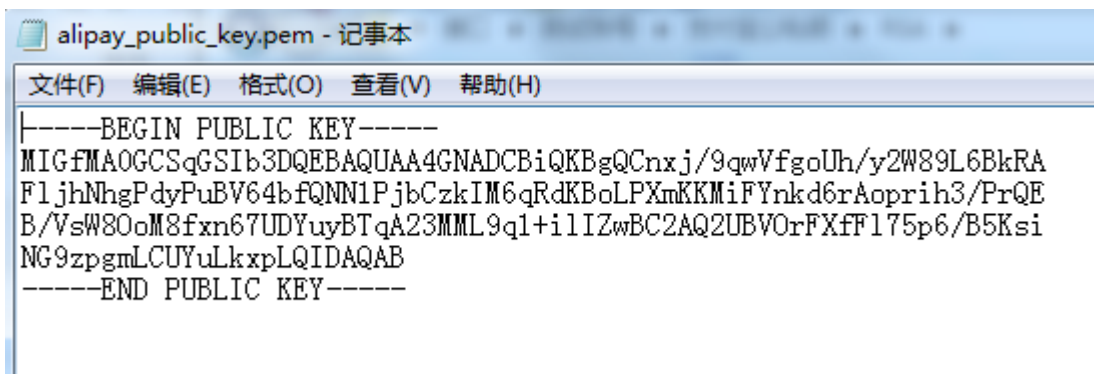 alipay_public_key.pem - 记事本
文件(F) 编辑(E) 格式(O) 查看(V) 帮助(H)
-----BEGIN PUBLIC KEY-----
MIGfMA0GCSqGSIb3DQEBAQUAA4GNADCBiQKBgQCnxj/9qwVfgoUh/y2W89L6BkRA
FljhNhgPdyPuBV64bfQNN1PjbCzkIM6qRdKBoLPXmKKMiFYnkd6rAoprih3/PrQE
B/VsW8OoM8fxn67UDYuyBTqA23MML9q1+ilIZwBC2AQ2UBVOrFXfFl75p6/B5Ksi
NG9zpgmLCUYuLkxpLQIDAQAB
-----END PUBLIC KEY-----